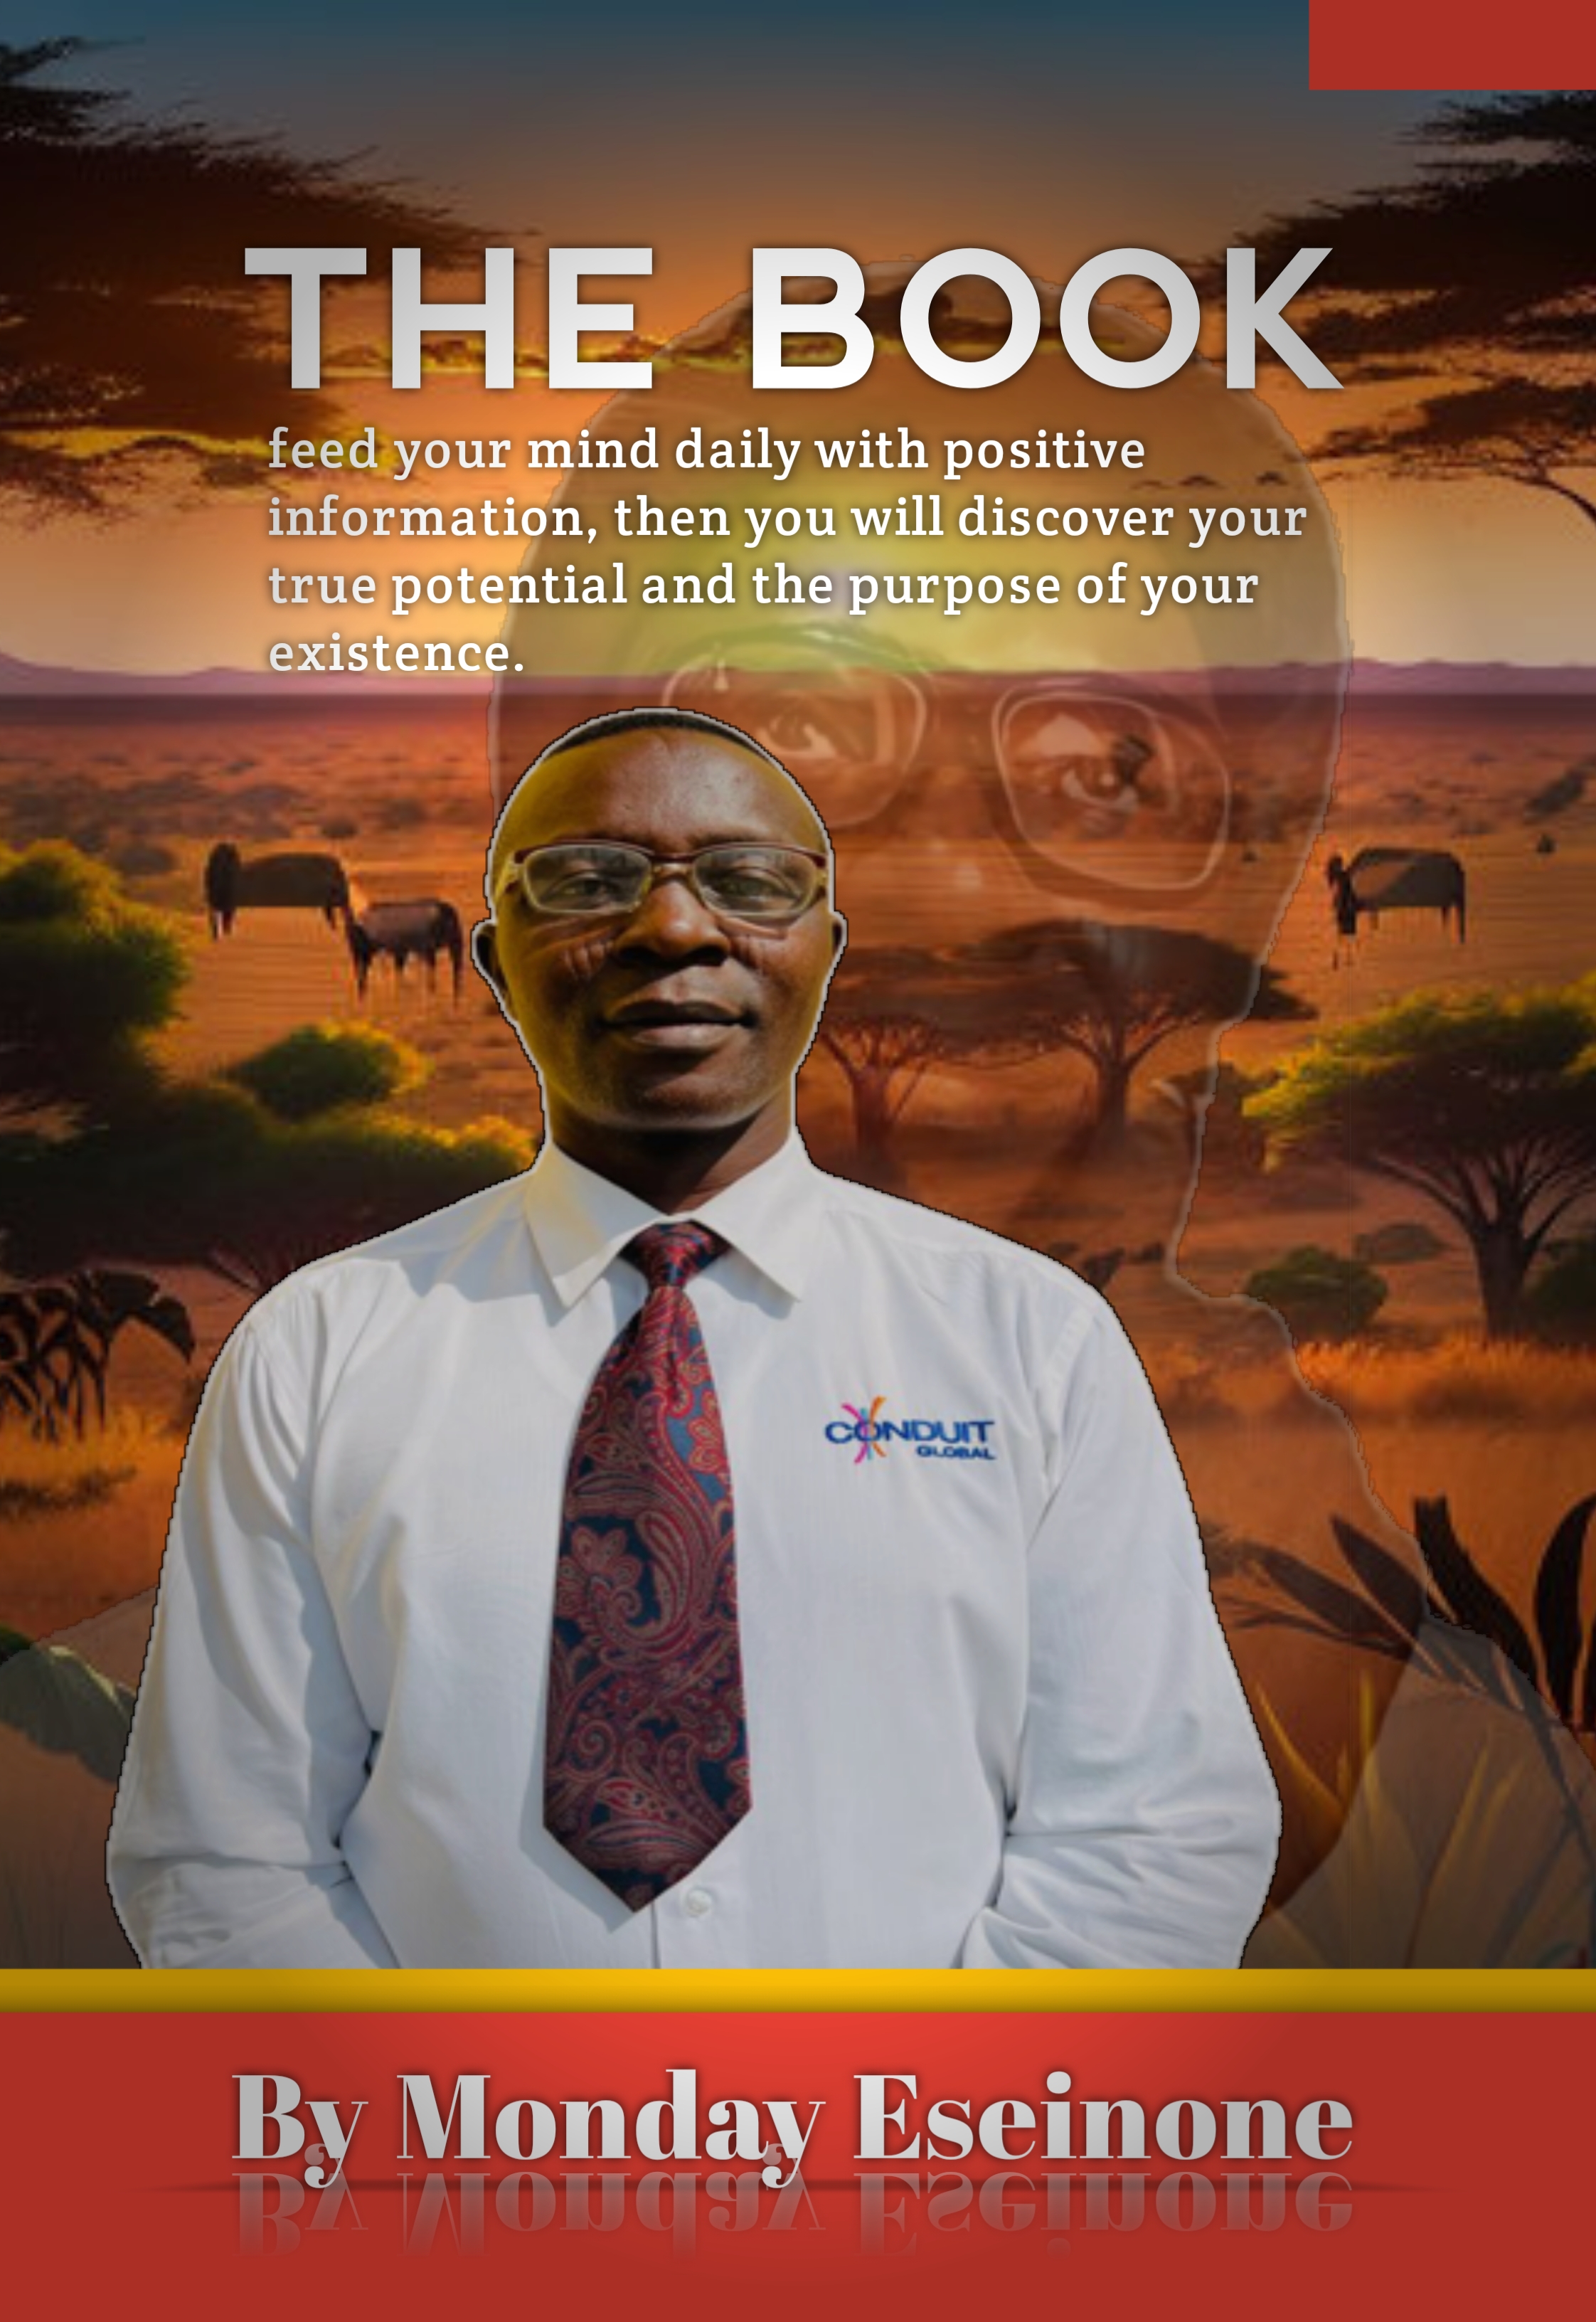 THE BOOK
feed your mind daily with positive
information, then you will discover your
true potential and the purpose of your
existence.
CONDUIT
GLOBAL
By Monday Eseinone